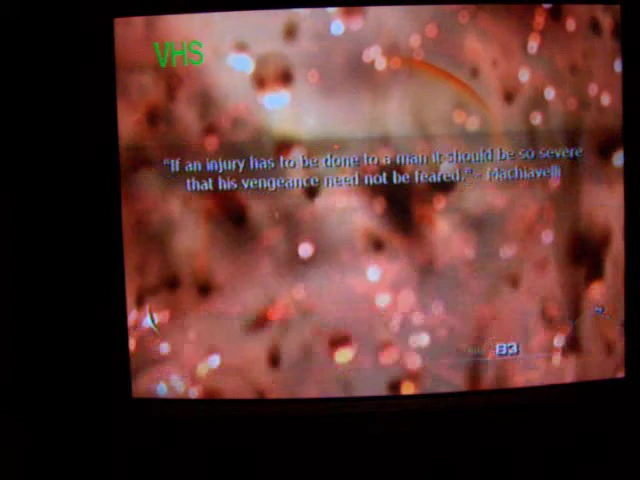 VHS
"If an injury has to be done to a man it should be so severe
that his vengeance need not be feared." - Machiavelli
83